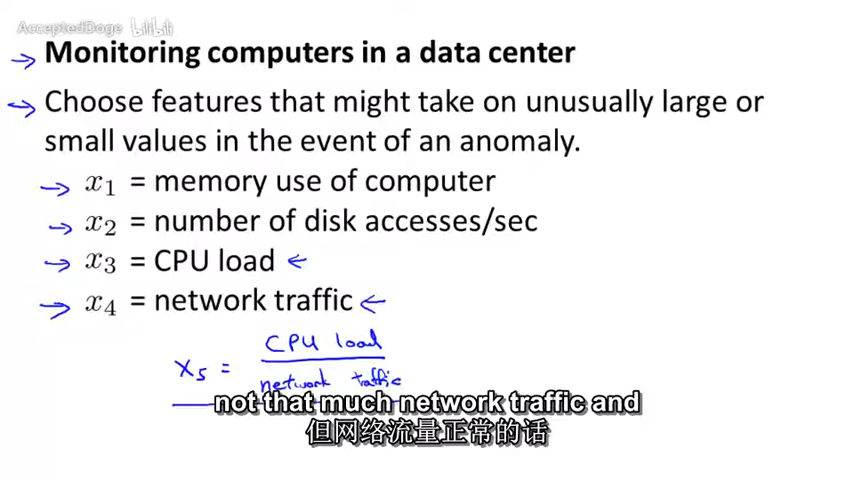 AcceptedDoge bilibili
→ Monitoring computers in a data center
→ Choose features that might take on unusually large or
small values in the event of an anomaly.
→ x₁ = memory use of computer
→ x₂ = number of disk accesses/sec
→ x₃ = CPU load ←
→ x₄ = network traffic ←
CPU load
x₅ =
network traffic
not that much network traffic and
但网络流量正常的话